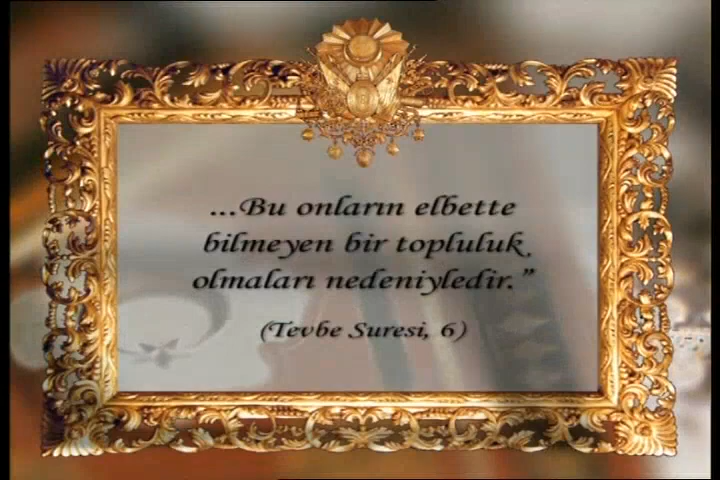 ...Bu onların elbette
bilmeyen bir topluluk
olmaları nedeniyledir.”
(Tevbe Suresi, 6)